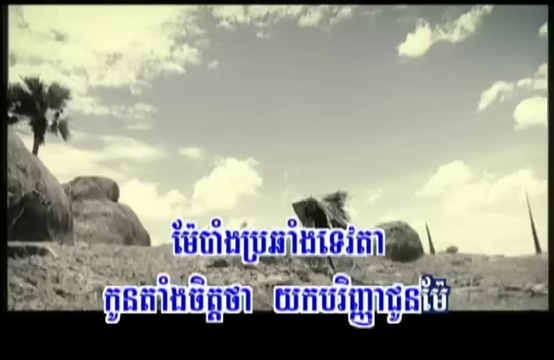 ម៉ែបាំងប្រឆាំងទេវតា
កូនតាំងចិត្តថា យកបរិញ្ញាជូនម៉ែ